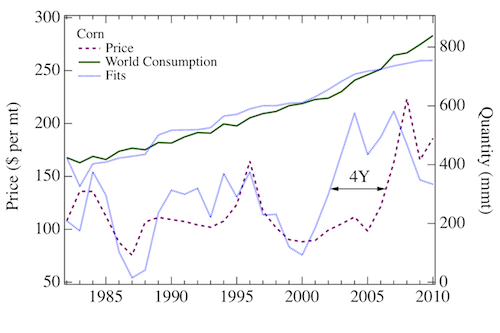 Corn
Price
World Consumption
Fits
4Y
Price ($ per mt)
300
250
200
150
100
50
Quantity (mmt)
800
600
400
200
0
1985
1990
1995
2000
2005
2010